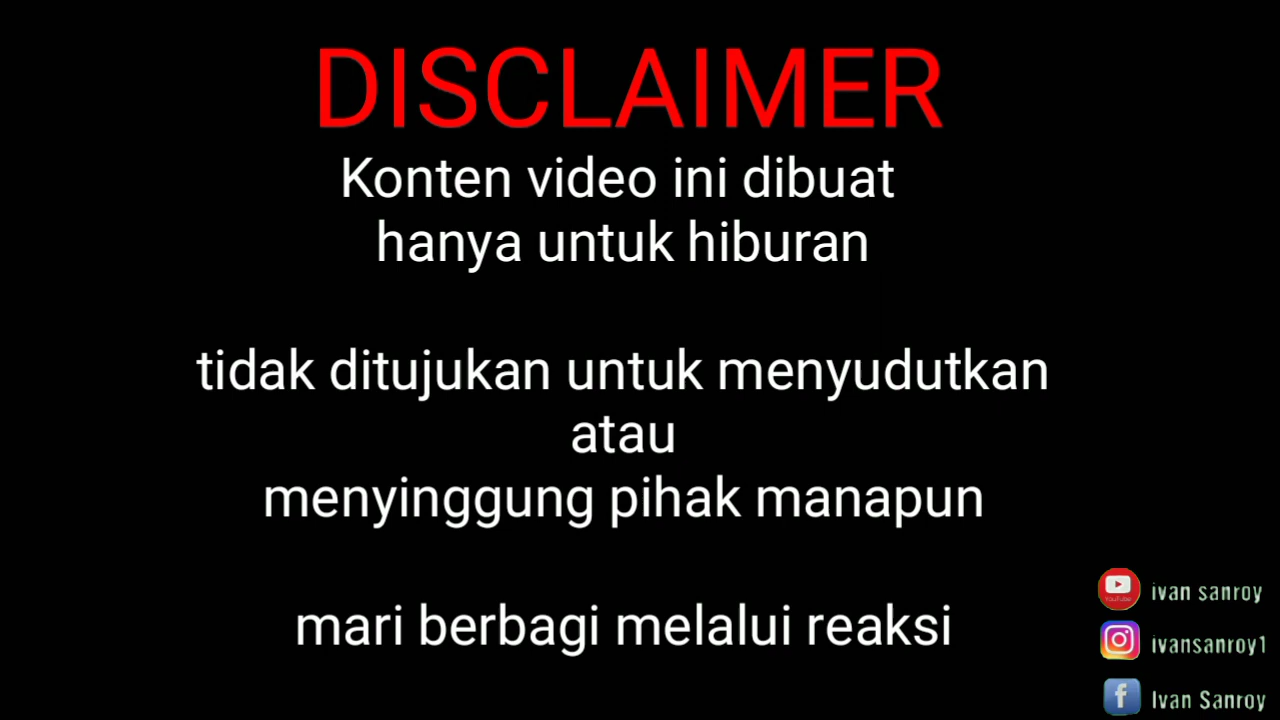 DISCLAIMER
Konten video ini dibuat
hanya untuk hiburan
tidak ditujukan untuk menyudutkan
atau
menyinggung pihak manapun
mari berbagi melalui reaksi
YouTube
ivan sanroy
ivansanroy1
f
Ivan Sanroy